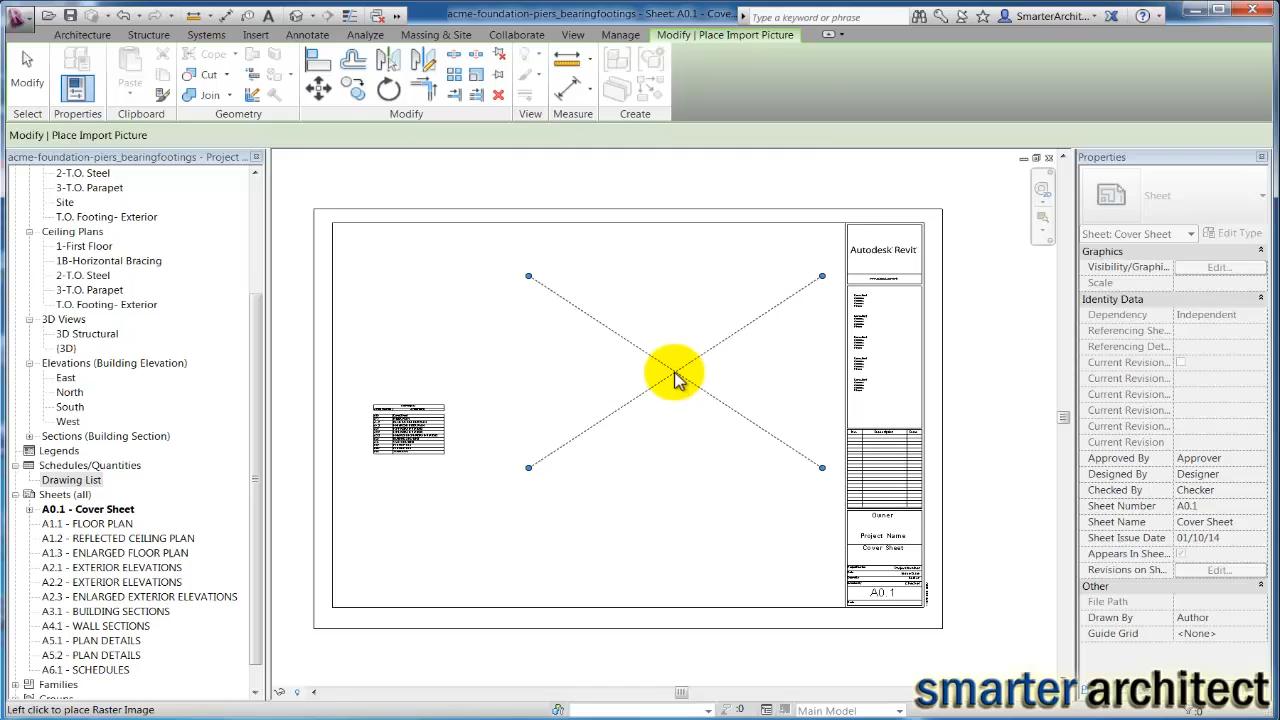 acme-foundation-piers_bearingfootings - Sheet: A0.1 - Cove...
Type a keyword or phrase
SmarterArchit...
Architecture Structure Systems Insert Annotate Analyze Massing & Site Collaborate View Manage Modify | Place Import Picture
Modify
Paste
Cope
Cut
Join
Select Properties Clipboard Geometry Modify View Measure Create
Modify | Place Import Picture
acme-foundation-piers_bearingfootings - Project ...
2-T.O. Steel
3-T.O. Parapet
Site
T.O. Footing- Exterior
Ceiling Plans
1-First Floor
1B-Horizontal Bracing
2-T.O. Steel
3-T.O. Parapet
T.O. Footing- Exterior
3D Views
3D Structural
{3D}
Elevations (Building Elevation)
East
North
South
West
Sections (Building Section)
Legends
Schedules/Quantities
Drawing List
Sheets (all)
A0.1 - Cover Sheet
A1.1 - FLOOR PLAN
A1.2 - REFLECTED CEILING PLAN
A1.3 - ENLARGED FLOOR PLAN
A2.1 - EXTERIOR ELEVATIONS
A2.2 - EXTERIOR ELEVATIONS
A2.3 - ENLARGED EXTERIOR ELEVATIONS
A3.1 - BUILDING SECTIONS
A4.1 - WALL SECTIONS
A5.1 - PLAN DETAILS
A5.2 - PLAN DETAILS
A6.1 - SCHEDULES
Families
Groups
Autodesk Revit
Owner
Project Name
Cover Sheet
A0.1
Properties
Sheet
Sheet: Cover Sheet Edit Type
Graphics
Visibility/Graphi... Edit...
Scale
Identity Data
Dependency Independent
Referencing She...
Referencing Det...
Current Revision...
Current Revision...
Current Revision...
Current Revision...
Current Revision...
Current Revision
Approved By Approver
Designed By Designer
Checked By Checker
Sheet Number A0.1
Sheet Name Cover Sheet
Sheet Issue Date 01/10/14
Appears In Shee...
Revisions on Sh... Edit...
Other
File Path
Drawn By Author
Guide Grid <None>
Left click to place Raster Image
:0
Main Model
smarter architect